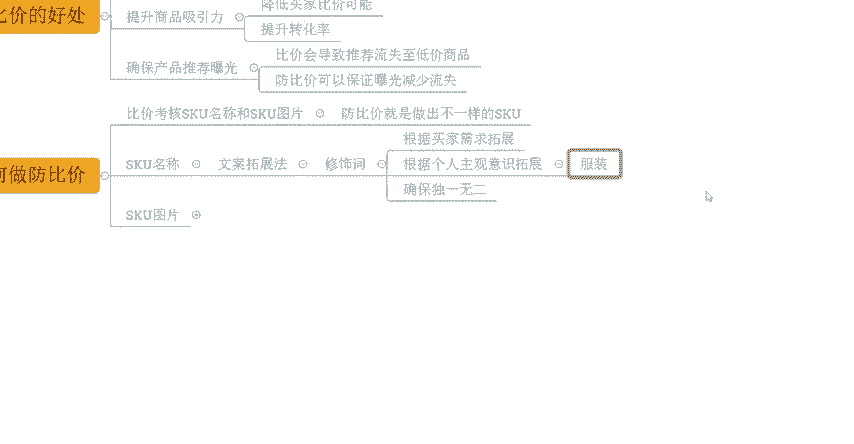 降低买家比价可能
比价的好处
提升商品吸引力
提升转化率
比价会导致推荐流失至低价商品
确保产品推荐曝光
防比价可以保证曝光减少流失
比价考核SKU名称和SKU图片
防比价就是做出不一样的SKU
根据买家需求拓展
何做防比价
SKU名称
文案拓展法
修饰词
根据个人主观意识拓展
服装
确保独一无二
SKU图片